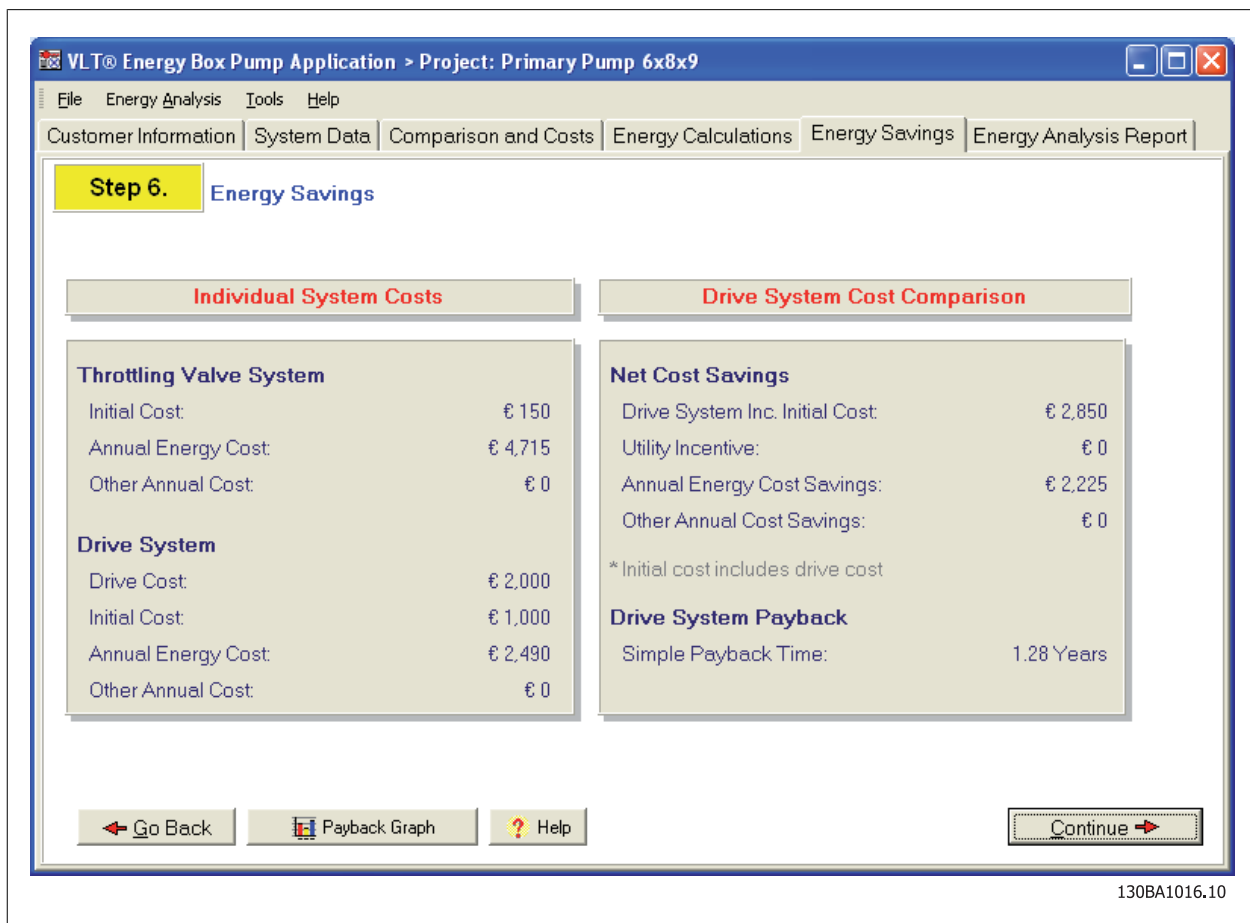 VLT® Energy Box Pump Application > Project: Primary Pump 6x8x9
File Energy Analysis Tools Help
Customer Information System Data Comparison and Costs Energy Calculations Energy Savings Energy Analysis Report
Step 6. Energy Savings
Individual System Costs
Throttling Valve System
Initial Cost: € 150
Annual Energy Cost: € 4,715
Other Annual Cost: € 0
Drive System
Drive Cost: € 2,000
Initial Cost: € 1,000
Annual Energy Cost: € 2,490
Other Annual Cost: € 0
Drive System Cost Comparison
Net Cost Savings
Drive System Inc. Initial Cost: € 2,850
Utility Incentive: € 0
Annual Energy Cost Savings: € 2,225
Other Annual Cost Savings: € 0
* Initial cost includes drive cost
Drive System Payback
Simple Payback Time: 1.28 Years
Go Back Payback Graph ? Help Continue
130BA1016.10